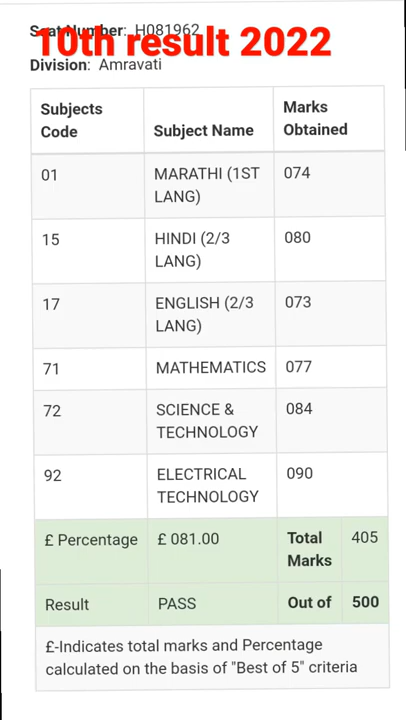 Seat Number: H081962
10th result 2022
Division: Amravati
Subjects Code Subject Name Marks Obtained
01 MARATHI (1ST LANG) 074
15 HINDI (2/3 LANG) 080
17 ENGLISH (2/3 LANG) 073
71 MATHEMATICS 077
72 SCIENCE & TECHNOLOGY 084
92 ELECTRICAL TECHNOLOGY 090
£ Percentage £ 081.00 Total Marks 405
Result PASS Out of 500
£-Indicates total marks and Percentage
calculated on the basis of "Best of 5" criteria